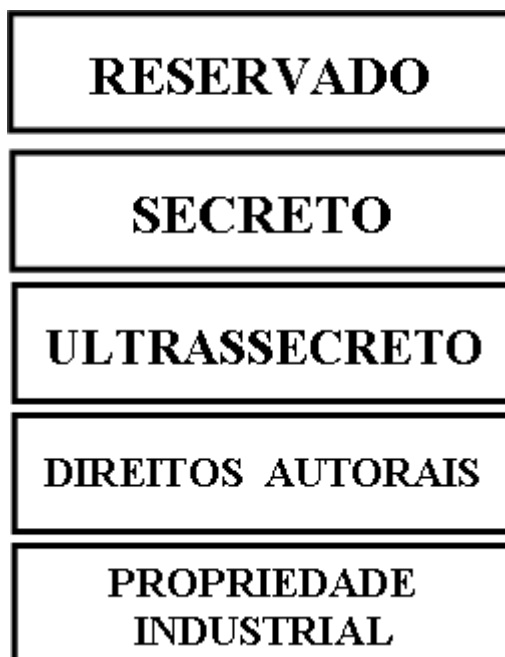 RESERVADO
SECRETO
ULTRASSECRETO
DIREITOS AUTORAIS
PROPRIEDADE
INDUSTRIAL